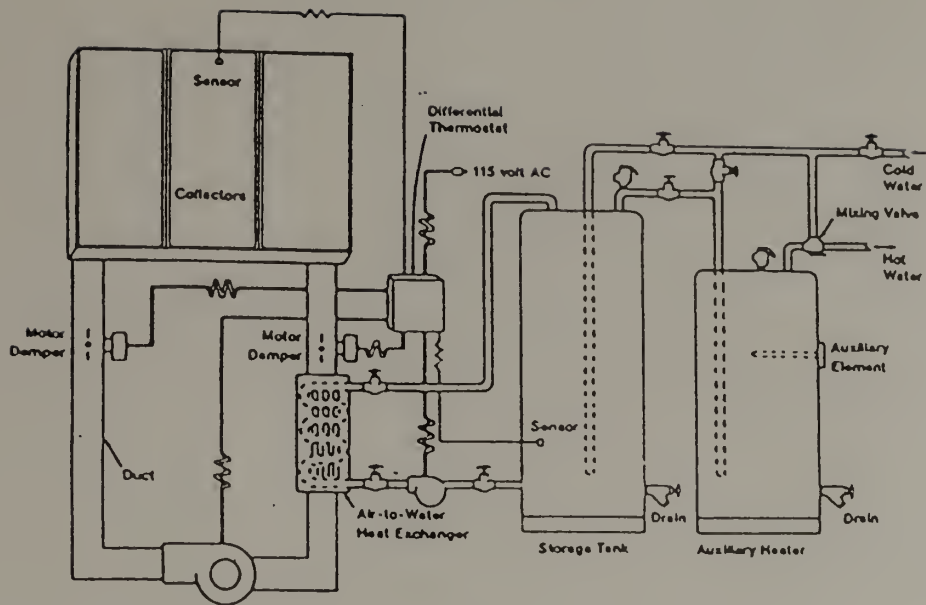 Sensor
Differential
Thermostat
115 volt AC
Collectors
Cold
Water
Mixing Valve
Hot
Water
Motor
Damper
Motor
Damper
Auxiliary
Element
Sensor
Duct
Air-to-Water
Heat Exchanger
Drain
Drain
Storage Tank
Auxiliary Heater